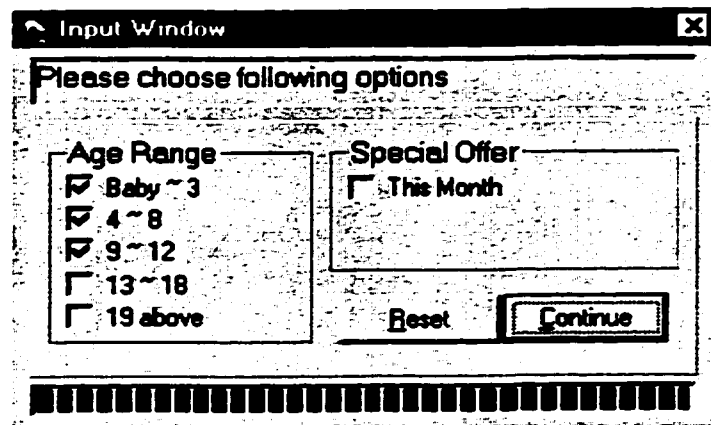 Input Window
Please choose following options
Age Range
Baby ~ 3
4 ~ 8
9 ~ 12
13 ~ 18
19 above
Special Offer
This Month
Reset
Continue